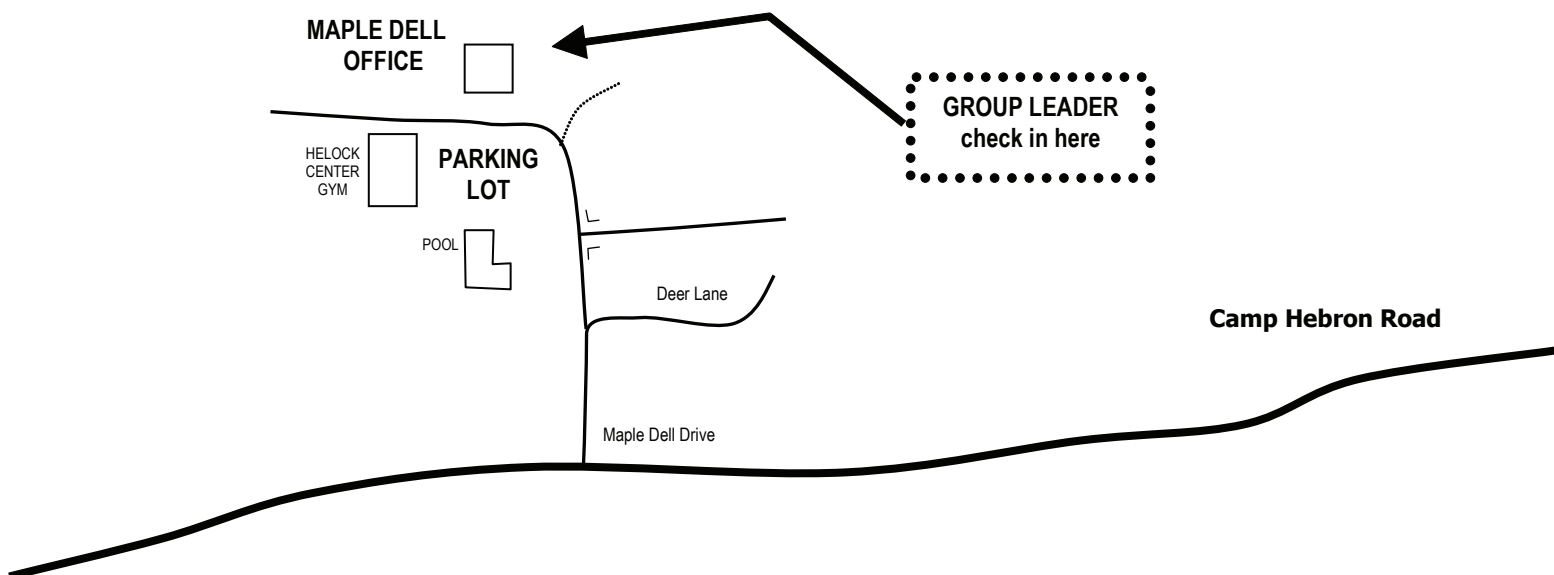 MAPLE DELL
OFFICE
GROUP LEADER
check in here
HELOCK
CENTER
GYM
PARKING
LOT
POOL
Deer Lane
Camp Hebron Road
Maple Dell Drive